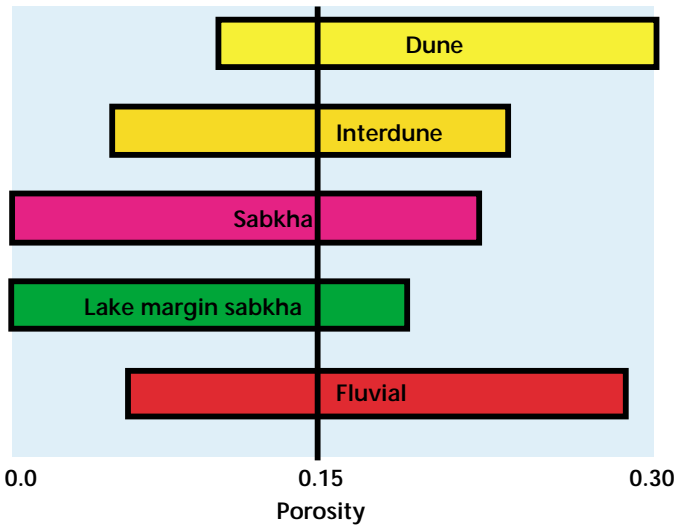 Dune
Interdune
Sabkha
Lake margin sabkha
Fluvial
0.0 0.15 0.30
Porosity